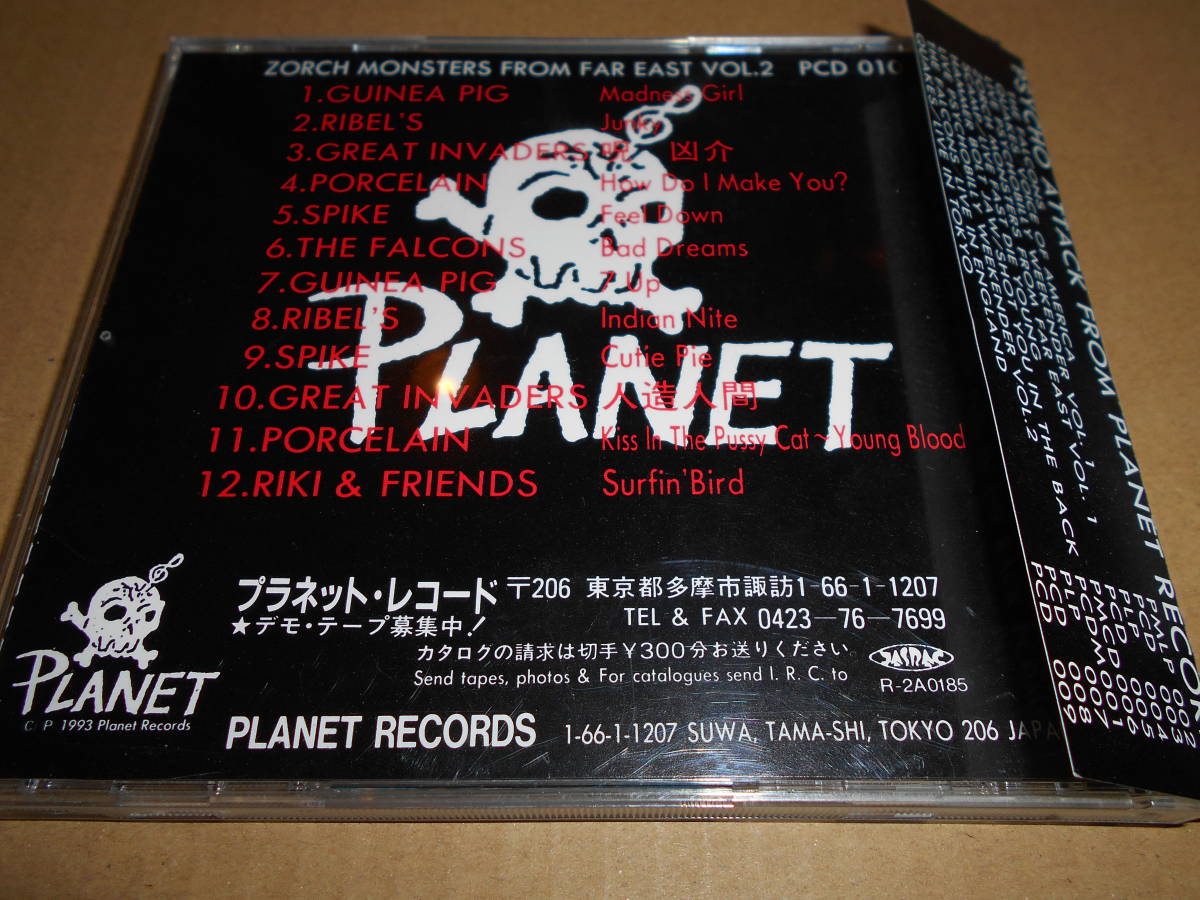 ZORCH MONSTERS FROM FAR EAST VOL.2 PCD 010
1.GUINEA PIG Madness Girl
2.RIBEL'S Junky
3.GREAT INVADERS 呪 凶介
4.PORCELAIN How Do I Make You?
5.SPIKE Feel Down
6.THE FALCONS Bad Dreams
7.GUINEA PIG 7 Up
8.RIBEL'S Indian Nite
9.SPIKE Cutie Pie
10.GREAT INVADERS 人造人間
11.PORCELAIN Kiss In The Pussy Cat~Young Blood
12.RIKI & FRIENDS Surfin'Bird
PLANET
プラネット・レコード 〒206 東京都多摩市諏訪1-66-1-1207
★デモ・テープ募集中! TEL & FAX 0423—76—7699
カタログの請求は切手¥300分お送りください。
Send tapes, photos & For catalogues send I. R. C. to
JASRAC
R-2A0185
PLANET
C P 1993 Planet Records
PLANET RECORDS 1-66-1-1207 SUWA, TAMA-SHI, TOKYO 206 JAPA
PSYCHO ATTACK FROM PLANET RECOR